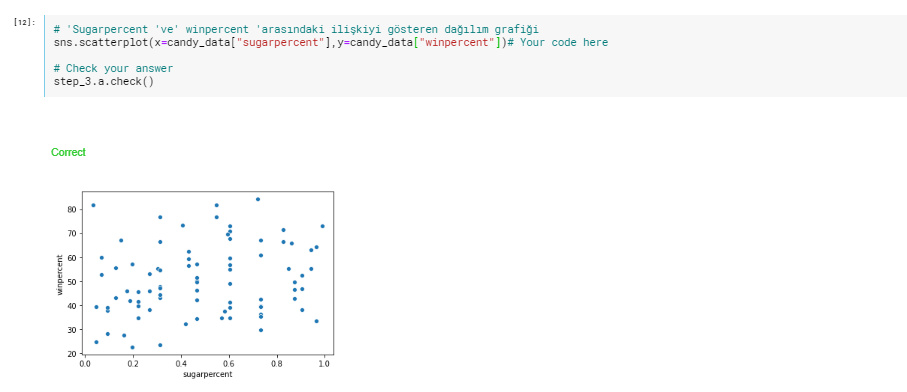 [12]:
# 'Sugarpercent 've' winpercent 'arasındaki ilişkiyi gösteren dağılım grafiği
sns.scatterplot(x=candy_data["sugarpercent"],y=candy_data["winpercent"])# Your code here
# Check your answer
step_3.a.check()
Correct
80
70
60
50
40
30
20
winpercent
0.0 0.2 0.4 0.6 0.8 1.0
sugarpercent